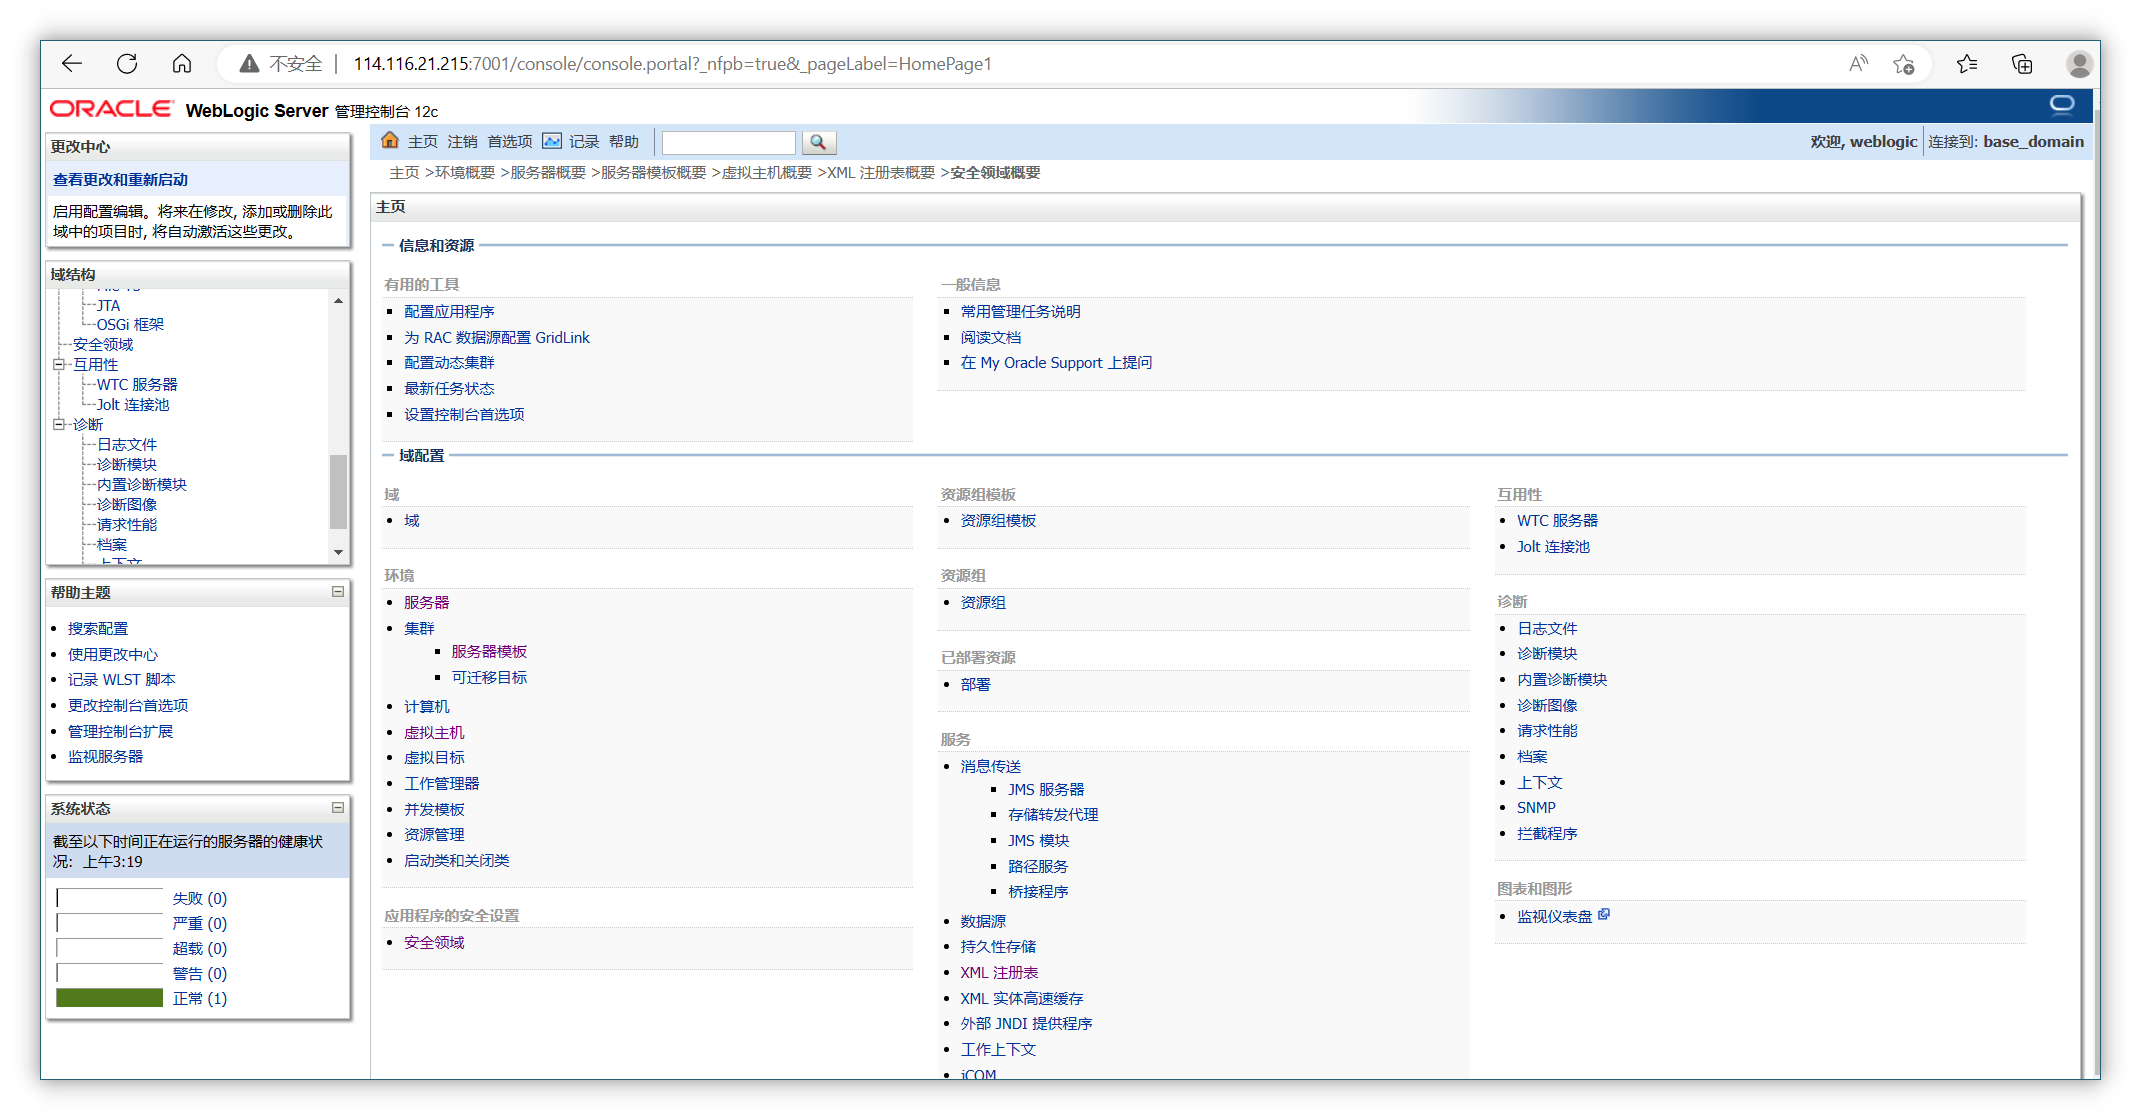 不安全 114.116.21.215:7001/console/console.portal?_nfpb=true&_pageLabel=HomePage1
ORACLE WebLogic Server 管理控制台 12c
更改中心
查看更改和重新启动
启用配置编辑。将来在修改, 添加或删除此
域中的项目时, 将自动激活这些更改。
域结构
JTA
OSGi 框架
安全领域
互用性
WTC 服务器
Jolt 连接池
诊断
日志文件
诊断模块
内置诊断模块
诊断图像
请求性能
档案
上下文
帮助主题
搜索配置
使用更改中心
记录 WLST 脚本
更改控制台首选项
管理控制台扩展
监视服务器
系统状态
截至以下时间正在运行的服务器的健康状
况: 上午3:19
失败 (0)
严重 (0)
超载 (0)
警告 (0)
正常 (1)
主页 注销 首选项 记录 帮助
欢迎, weblogic 连接到: base_domain
主页 >环境概要 >服务器概要 >服务器模板概要 >虚拟主机概要 >XML 注册表概要 >安全领域概要
主页
信息和资源
有用的工具
配置应用程序
为 RAC 数据源配置 GridLink
配置动态集群
最新任务状态
设置控制台首选项
一般信息
常用管理任务说明
阅读文档
在 My Oracle Support 上提问
域配置
域
域
环境
服务器
集群
服务器模板
可迁移目标
计算机
虚拟主机
虚拟目标
工作管理器
并发模板
资源管理
启动类和关闭类
应用程序的安全设置
安全领域
资源组模板
资源组模板
资源组
资源组
已部署资源
部署
服务
消息传送
JMS 服务器
存储转发代理
JMS 模块
路径服务
桥接程序
数据源
持久性存储
XML 注册表
XML 实体高速缓存
外部 JNDI 提供程序
工作上下文
jCOM
互用性
WTC 服务器
Jolt 连接池
诊断
日志文件
诊断模块
内置诊断模块
诊断图像
请求性能
档案
上下文
SNMP
拦截程序
图表和图形
监视仪表盘